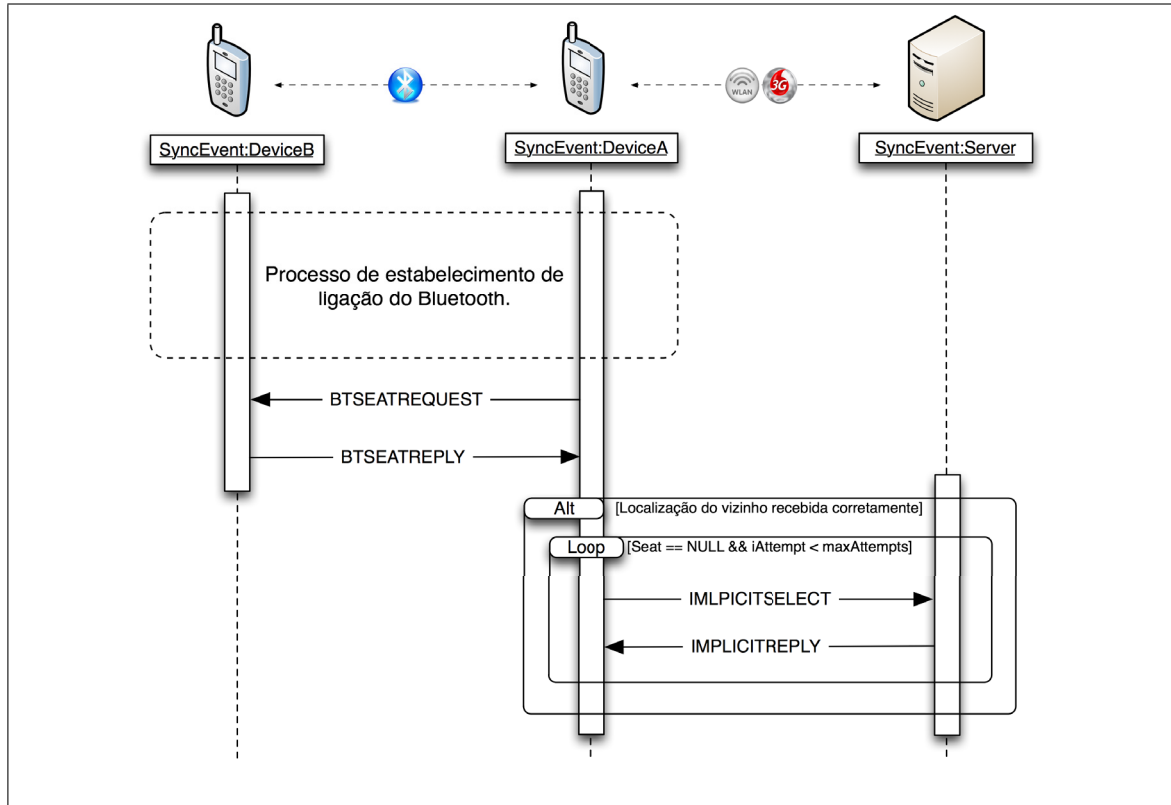 WLAN
3G
SyncEvent:DeviceB
SyncEvent:DeviceA
SyncEvent:Server
Processo de estabelecimento de
ligação do Bluetooth.
BTSEATREQUEST
BTSEATREPLY
Alt
[Localização do vizinho recebida corretamente]
Loop
[Seat == NULL && iAttempt < maxAttempts]
IMLPICITSELECT
IMPLICITREPLY